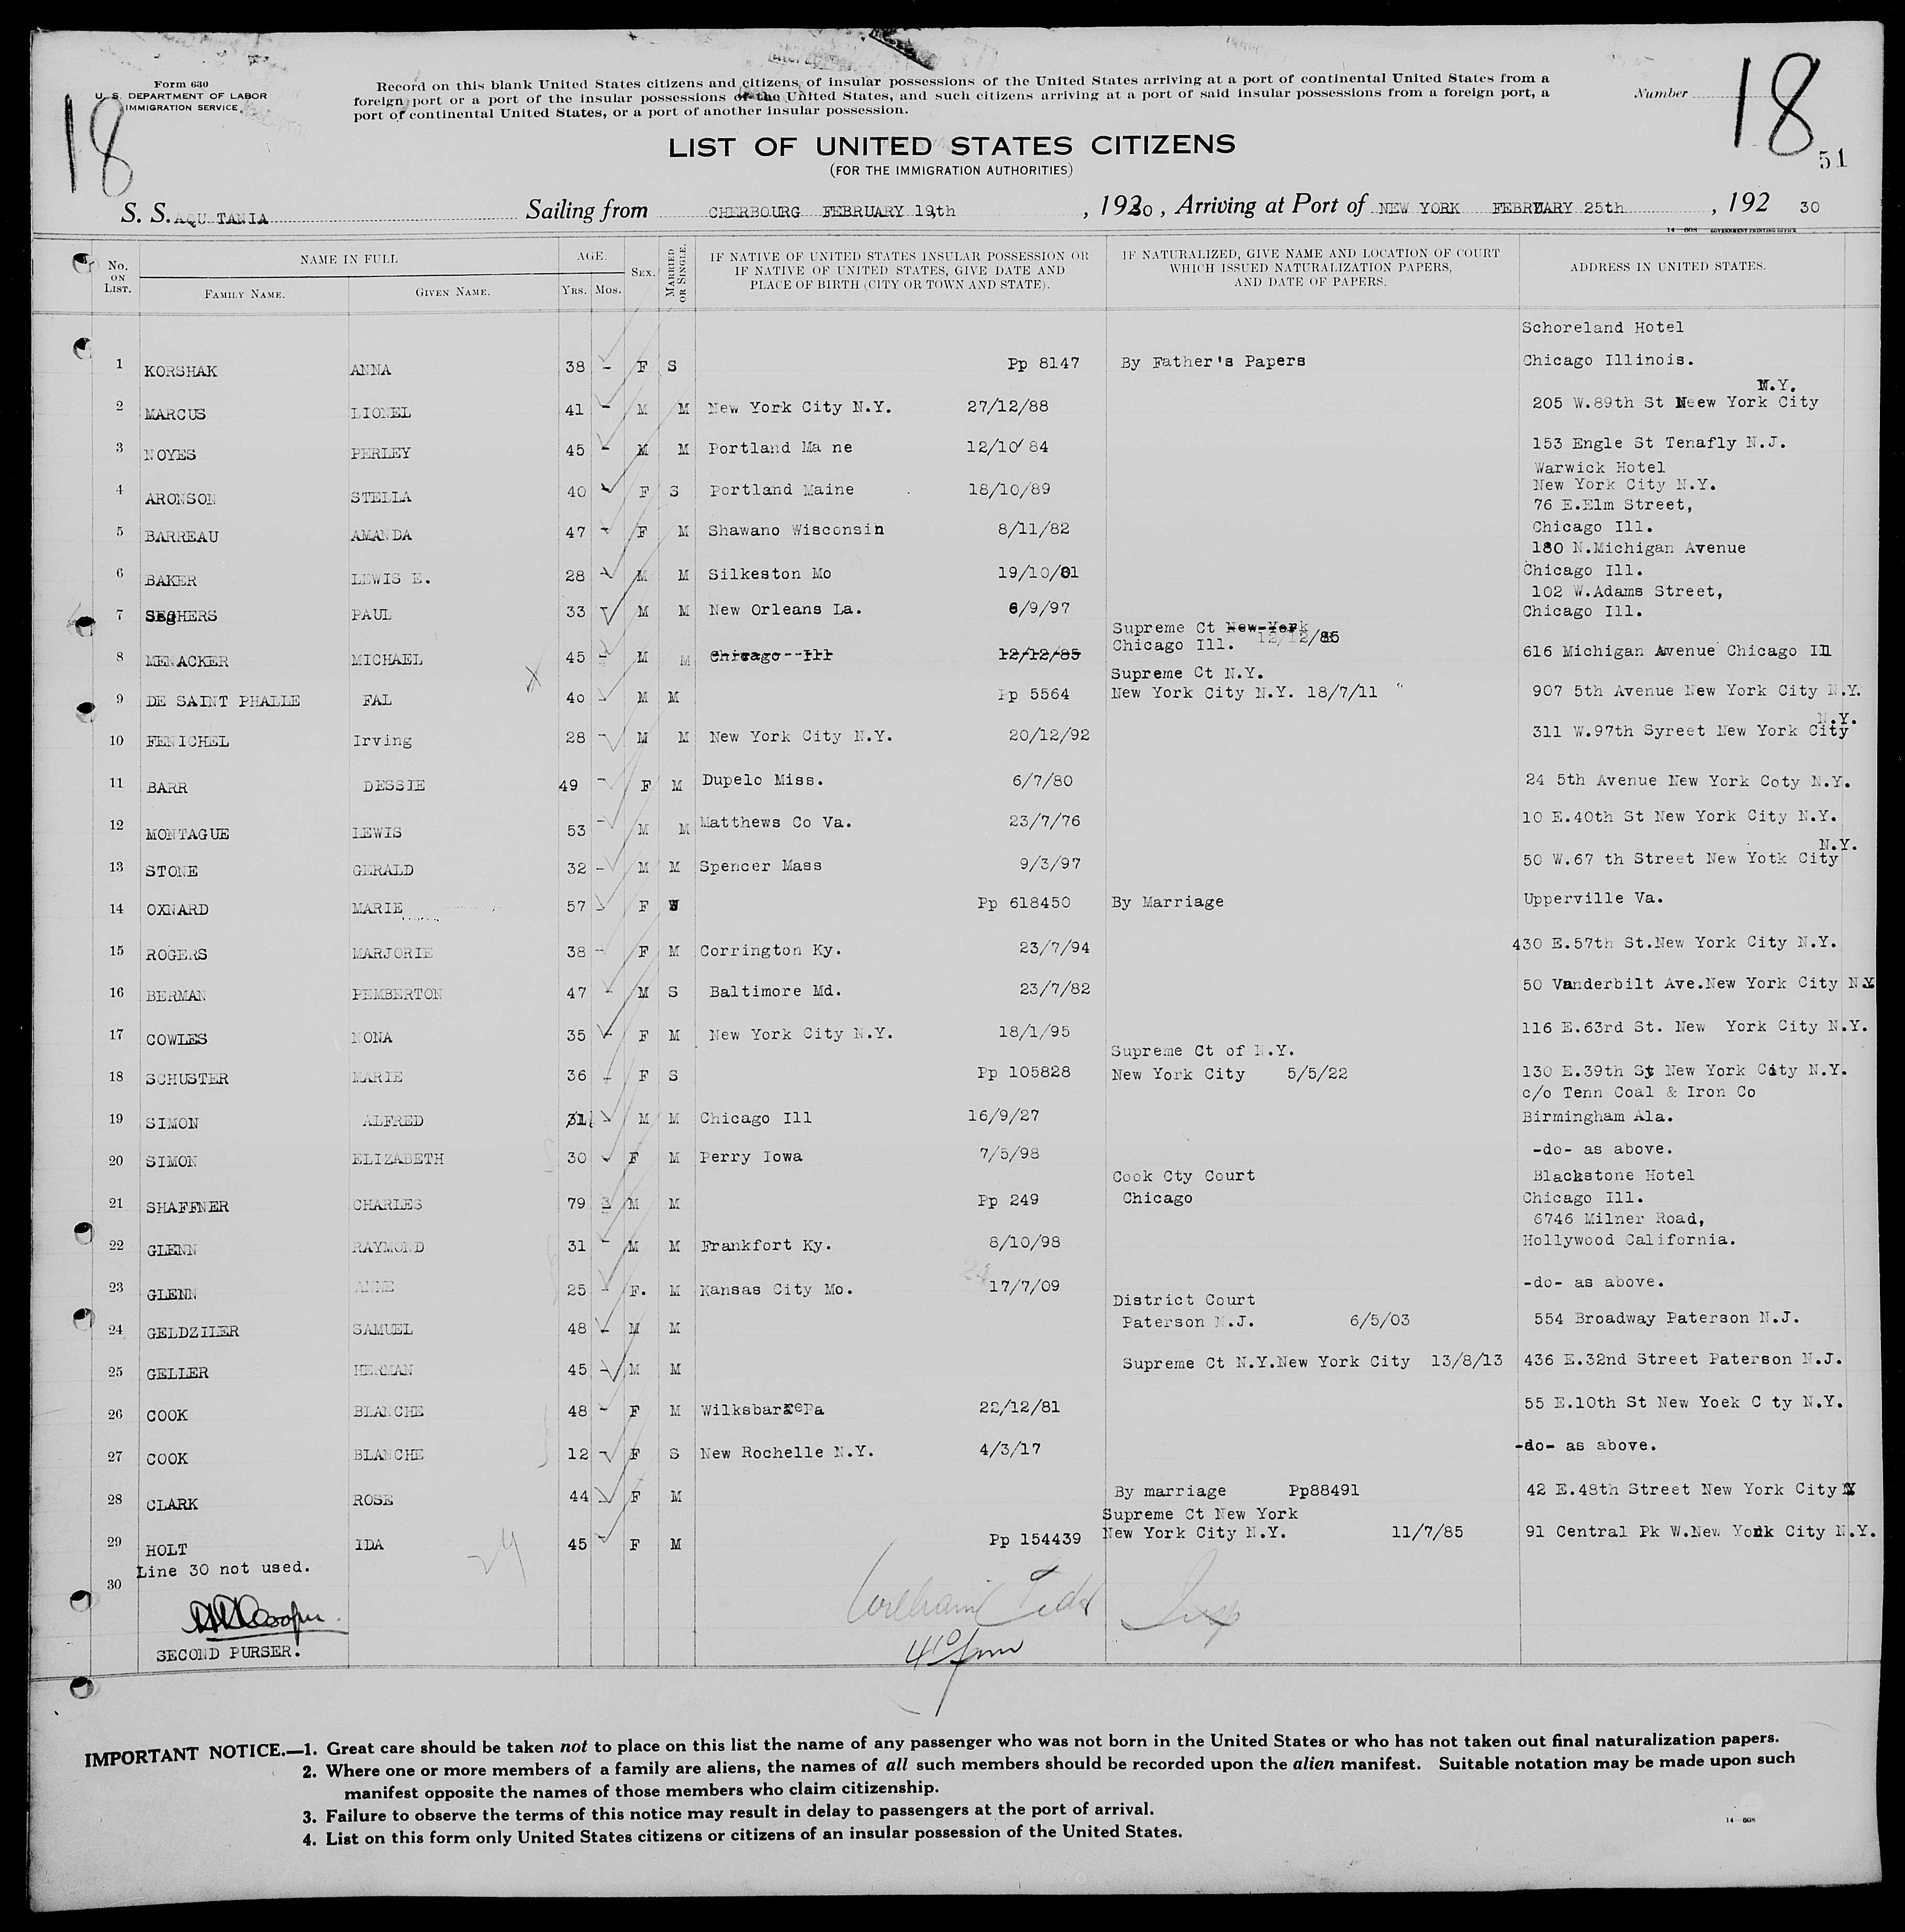 Form 630
U. S. DEPARTMENT OF LABOR
IMMIGRATION SERVICE
18
Record on this blank United States citizens and citizens of insular possessions of the United States arriving at a port of continental United States from a
foreign port or a port of the insular possessions of the United States, and such citizens arriving at a port of said insular possessions from a foreign port, a
port of continental United States, or a port of another insular possession.
Number
18
51
LIST OF UNITED STATES CITIZENS
(FOR THE IMMIGRATION AUTHORITIES)
S. S. AQU TANIA Sailing from CHERBOURG FEBRUARY 19th , 1930 , Arriving at Port of NEW YORK FEBRUARY 25th , 192 30
14—608 GOVERNMENT PRINTING OFFICE
No. ON LIST. NAME IN FULL FAMILY NAME. GIVEN NAME. AGE. YRS. MOS. SEX. MARRIED OR SINGLE. IF NATIVE OF UNITED STATES INSULAR POSSESSION OR IF NATIVE OF UNITED STATES, GIVE DATE AND PLACE OF BIRTH (CITY OR TOWN AND STATE). IF NATURALIZED, GIVE NAME AND LOCATION OF COURT WHICH ISSUED NATURALIZATION PAPERS, AND DATE OF PAPERS. ADDRESS IN UNITED STATES.
Schoreland Hotel
1 KORSHAK ANNA 38 - F S Pp 8147 By Father's Papers Chicago Illinois.
N.Y.
2 MARCUS LIONEL 41 - M M New York City N.Y. 27/12/88 205 W.89th St Neew York City
3 NOYES PERLEY 45 - M M Portland Ma ne 12/10/84 153 Engle St Tenafly N.J.
Warwick Hotel
4 ARONSON STELLA 40 - F S Portland Maine 18/10/89 New York City N.Y.
76 E.Elm Street,
5 BARREAU AMANDA 47 - F M Shawano Wisconsin 8/11/82 Chicago Ill.
180 N.Michigan Avenue
6 BAKER LEWIS E. 28 - M M Silkeston Mo 19/10/01 Chicago Ill.
102 W.Adams Street,
7 SEGHERS PAUL 33 - M M New Orleans La. 6/9/97 Chicago Ill.
Supreme Ct New York
8 MENACKER MICHAEL 45 - M M Chicago Ill 12/12/85 Chicago Ill. 12/12/85 616 Michigan Avenue Chicago Ill
Supreme Ct N.Y.
9 DE SAINT PHALLE FAL 40 - M M Pp 5564 New York City N.Y. 18/7/11 907 5th Avenue New York City N.Y.
N.Y.
10 FENICHEL Irving 28 - M M New York City N.Y. 20/12/92 311 W.97th Syreet New York City
11 BARR DESSIE 49 - F M Dupelo Miss. 6/7/80 24 5th Avenue New York Coty N.Y.
12 MONTAGUE LEWIS 53 - M M Matthews Co Va. 23/7/76 10 E.40th St New York City N.Y.
N.Y.
13 STONE GERALD 32 - M M Spencer Mass 9/3/97 50 W.67 th Street New Yotk City
14 OXNARD MARIE 57 - F W Pp 618450 By Marriage Upperville Va.
15 ROGERS MARJORIE 38 - F M Corrington Ky. 23/7/94 430 E.57th St.New York City N.Y.
16 BERMAN PEMBERTON 47 - M S Baltimore Md. 23/7/82 50 Vanderbilt Ave.New York City N.Y
17 COWLES NONA 35 - F M New York City N.Y. 18/1/95 116 E.63rd St. New York City N.Y.
Supreme Ct of N.Y.
18 SCHUSTER MARIE 36 - F S Pp 105828 New York City 5/5/22 130 E.39th St New York City N.Y.
c/o Tenn Coal & Iron Co
19 SIMON ALFRED 31 - M M Chicago Ill 16/9/27 Birmingham Ala.
20 SIMON ELIZABETH 30 - F M Perry Iowa 7/5/98 -do- as above.
Cook Cty Court Blackstone Hotel
21 SHAFFNER CHARLES 79 3 M M Pp 249 Chicago Chicago Ill.
6746 Milner Road,
22 GLENN RAYMOND 31 - M M Frankfort Ky. 8/10/98 Hollywood California.
24
23 GLENN ANNE 25 - F. M Kansas City Mo. 17/7/09 -do- as above.
District Court
24 GELDZILER SAMUEL 48 - M M Paterson N.J. 6/5/03 554 Broadway Paterson N.J.
25 GELLER HERMAN 45 - M M Supreme Ct N.Y.New York City 13/8/13 436 E.32nd Street Paterson N.J.
26 COOK BLANCHE 48 - F M Wilksbarre Pa 22/12/81 55 E.10th St New Yoek C ty N.Y.
27 COOK BLANCHE 12 - F S New Rochelle N.Y. 4/3/17 -do- as above.
28 CLARK ROSE 44 - F M By marriage Pp88491 42 E.48th Street New York City NY
Supreme Ct New York
29 HOLT IDA 45 - F M Pp 154439 New York City N.Y. 11/7/85 91 Central Pk W.New York City N.Y.
Line 30 not used.
30
29
SECOND PURSER.
IMPORTANT NOTICE.—1. Great care should be taken not to place on this list the name of any passenger who was not born in the United States or who has not taken out final naturalization papers.
2. Where one or more members of a family are aliens, the names of all such members should be recorded upon the alien manifest. Suitable notation may be made upon such
manifest opposite the names of those members who claim citizenship.
3. Failure to observe the terms of this notice may result in delay to passengers at the port of arrival.
4. List on this form only United States citizens or citizens of an insular possession of the United States.
14—608